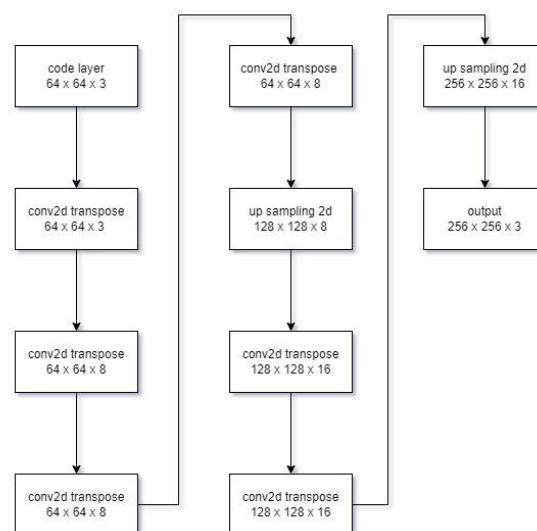 code layer
64 x 64 x 3
conv2d transpose
64 x 64 x 3
conv2d transpose
64 x 64 x 8
conv2d transpose
64 x 64 x 8
conv2d transpose
64 x 64 x 8
up sampling 2d
128 x 128 x 8
conv2d transpose
128 x 128 x 16
conv2d transpose
128 x 128 x 16
up sampling 2d
256 x 256 x 16
output
256 x 256 x 3